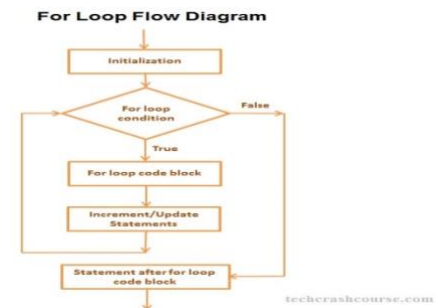 For Loop Flow Diagram
Initialization
For loop
condition
False
True
For loop code block
Increment/Update
Statements
Statement after for loop
code block
techcrashcourse.com